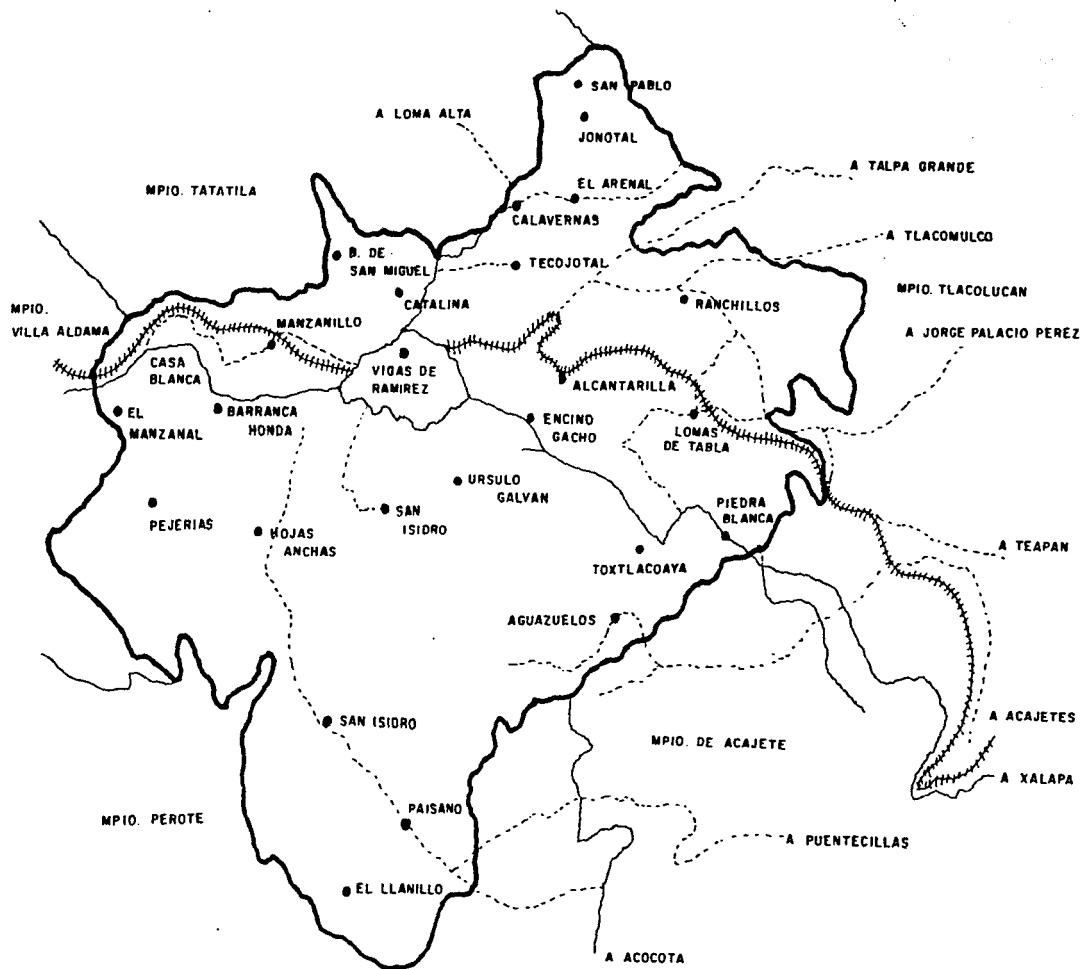 SAN PABLO
A LOMA ALTA
JONOTAL
A TALPA GRANDE
MPIO. TATATILA
EL ARENAL
CALAVERNAS
A TLACOMULCO
B. DE
SAN MIGUEL
TECOJOTAL
MPIO. TLACOLUCAN
CATALINA
RANCHILLOS
MPIO.
VILLA ALDAMA
MANZANILLO
A JORGE PALACIO PEREZ
CASA
BLANCA
VIGAS DE
RAMIREZ
ALCANTARILLA
EL
MANZANAL
BARRANCA
HONDA
ENCINO
GACHO
LOMAS
DE TABLA
URSULO
GALVAN
PEJERIAS
SAN
ISIDRO
PIEDRA
BLANCA
HOJAS
ANCHAS
A TEAPAN
TOXTLACOAYA
AGUAZUELOS
SAN ISIDRO
A ACAJETES
MPIO. DE ACAJETE
A XALAPA
MPIO. PEROTE
PAISANO
A PUENTECILLAS
EL LLANILLO
A ACOCOTA